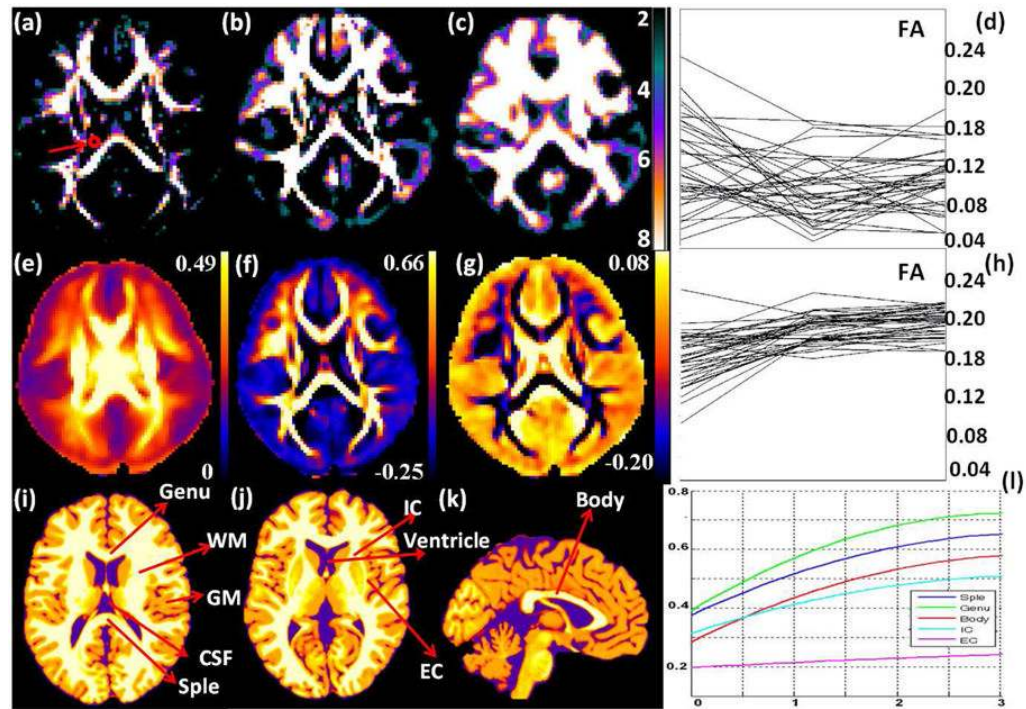 (a)
(b)
(c)
2
4
6
8
FA
(d)
0.24
0.20
0.18
0.12
0.08
0.04
(e)
0.49
0
(f)
0.66
-0.25
(g)
0.08
-0.20
FA
(h)
0.24
0.20
0.18
0.12
0.08
0.04
(i)
Genu
WM
GM
CSF
Sple
(j)
IC
Ventricle
EC
(k)
Body
(l)
0.8
0.6
0.4
0.2
Sple
Genu
Body
IC
EC
0 1 2 3